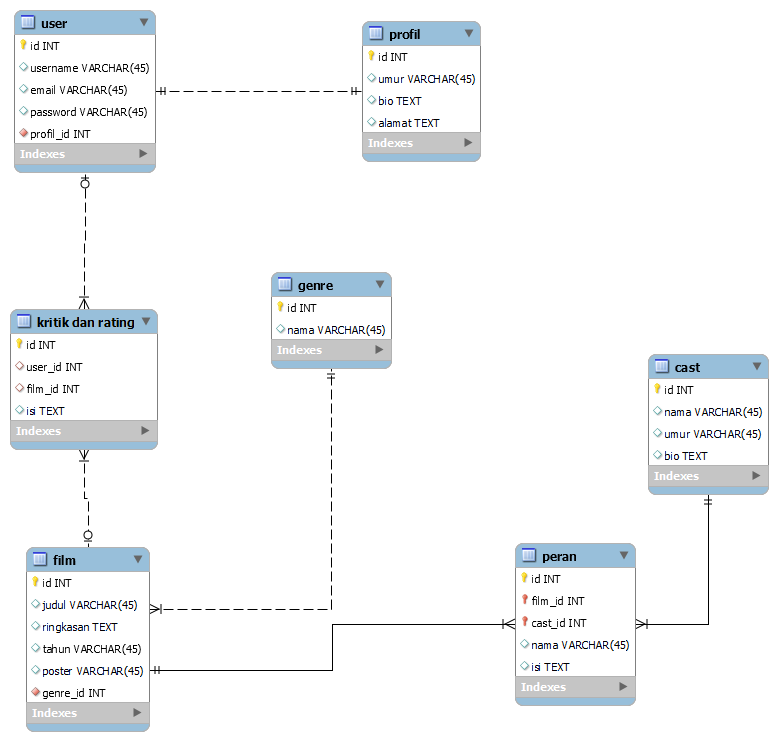 user
id INT
username VARCHAR(45)
email VARCHAR(45)
password VARCHAR(45)
profil_id INT
Indexes
profil
id INT
umur VARCHAR(45)
bio TEXT
alamat TEXT
Indexes
genre
id INT
nama VARCHAR(45)
Indexes
kritik dan rating
id INT
user_id INT
film_id INT
isi TEXT
Indexes
cast
id INT
nama VARCHAR(45)
umur VARCHAR(45)
bio TEXT
Indexes
film
id INT
judul VARCHAR(45)
ringkasan TEXT
tahun VARCHAR(45)
poster VARCHAR(45)
genre_id INT
Indexes
peran
id INT
film_id INT
cast_id INT
nama VARCHAR(45)
isi TEXT
Indexes